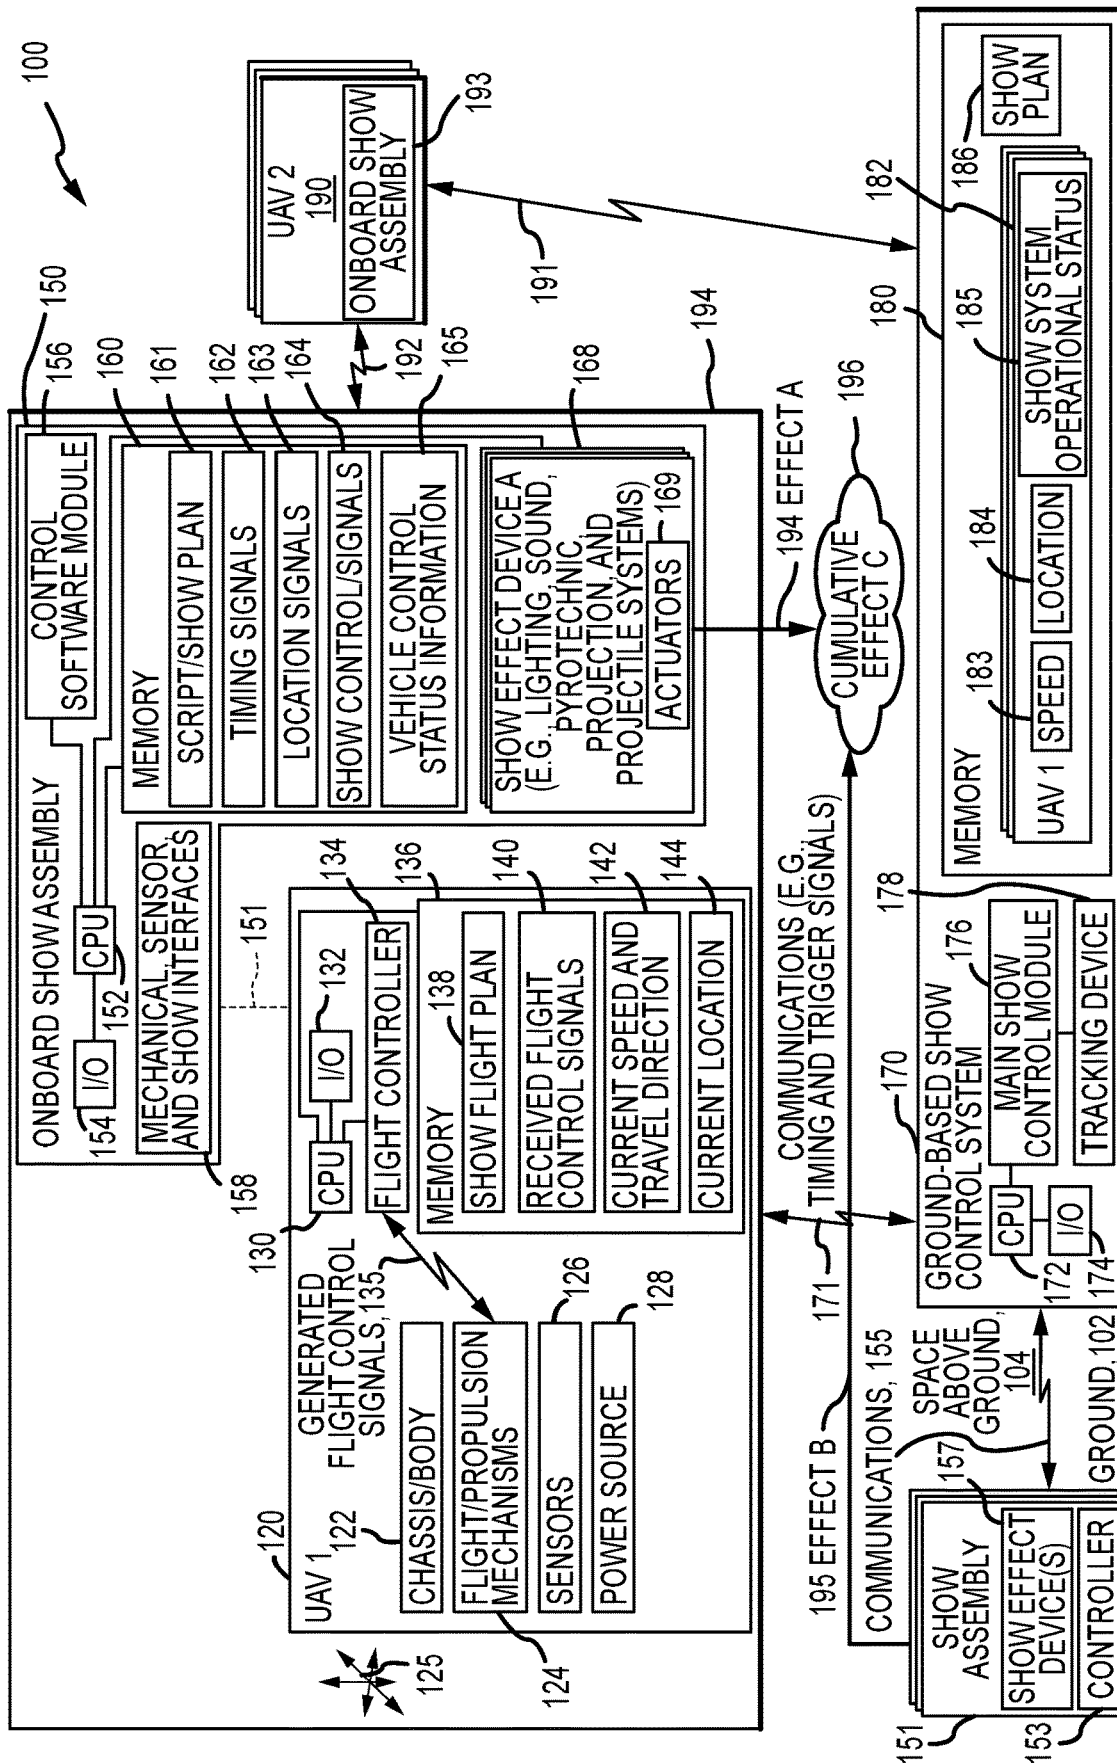 100
ONBOARD SHOW ASSEMBLY
150
I/O
154
CPU
152
CONTROL
SOFTWARE MODULE
156
MECHANICAL, SENSOR,
AND SHOW INTERFACES
158
160
MEMORY
SCRIPT/SHOW PLAN
161
TIMING SIGNALS
162
LOCATION SIGNALS
163
SHOW CONTROL/SIGNALS
164
VEHICLE CONTROL
STATUS INFORMATION
165
SHOW EFFECT DEVICE A
(E.G., LIGHTING, SOUND,
PYROTECHNIC,
PROJECTION, AND
PROJECTILE SYSTEMS)
168
ACTUATORS
169
151
UAV 2
190
ONBOARD SHOW
ASSEMBLY
193
192
191
194
120
UAV 1
122
CHASSIS/BODY
FLIGHT/PROPULSION
MECHANISMS
124
125
SENSORS
126
POWER SOURCE
128
GENERATED
FLIGHT CONTROL
SIGNALS, 135
130
CPU
I/O
132
FLIGHT CONTROLLER
134
136
MEMORY
138
SHOW FLIGHT PLAN
RECEIVED FLIGHT
CONTROL SIGNALS
140
CURRENT SPEED AND
TRAVEL DIRECTION
142
CURRENT LOCATION
144
194 EFFECT A
CUMULATIVE
EFFECT C
196
195 EFFECT B
171
COMMUNICATIONS (E.G.,
TIMING AND TRIGGER SIGNALS)
COMMUNICATIONS, 155
SPACE
ABOVE
GROUND,
104
GROUND, 102
151
SHOW
ASSEMBLY
157
SHOW EFFECT
DEVICE(S)
153
CONTROLLER
170
GROUND-BASED SHOW
CONTROL SYSTEM
CPU
172
I/O
174
MAIN SHOW
CONTROL MODULE
176
TRACKING DEVICE
178
180
MEMORY
182
UAV 1
SPEED
183
LOCATION
184
SHOW SYSTEM
OPERATIONAL STATUS
185
SHOW
PLAN
186